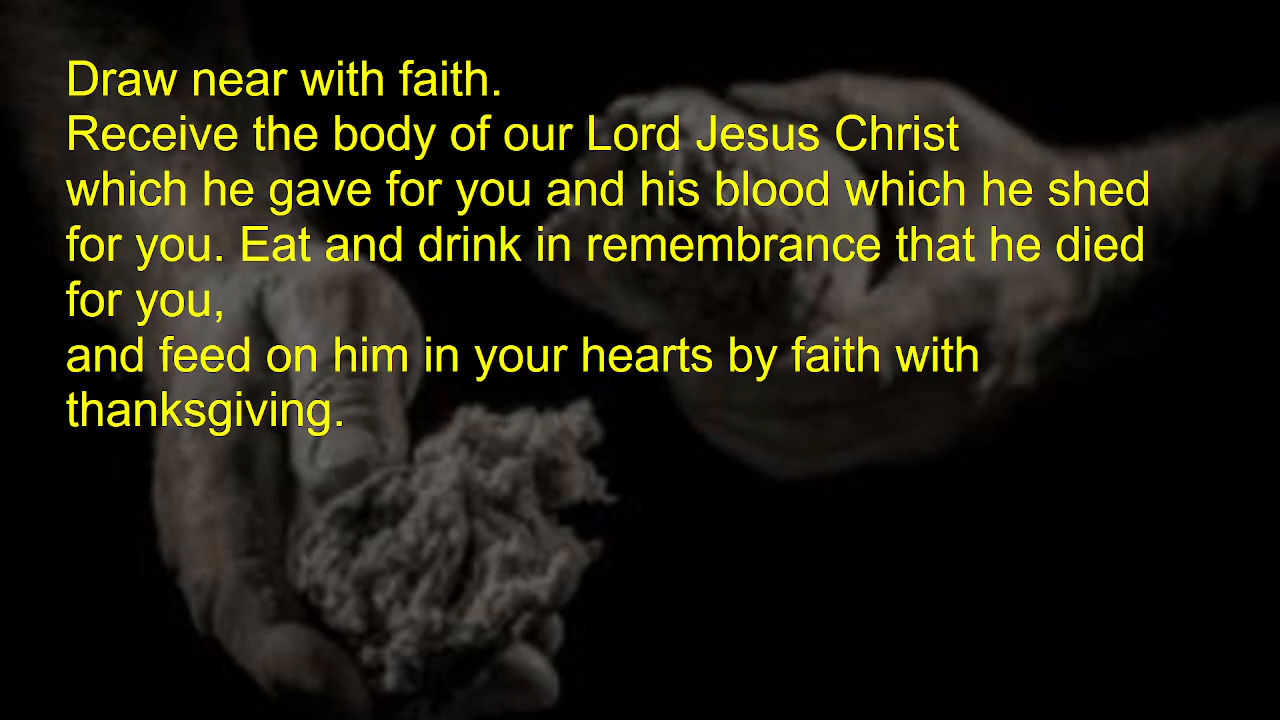 Draw near with faith.
Receive the body of our Lord Jesus Christ
which he gave for you and his blood which he shed
for you. Eat and drink in remembrance that he died
for you,
and feed on him in your hearts by faith with
thanksgiving.